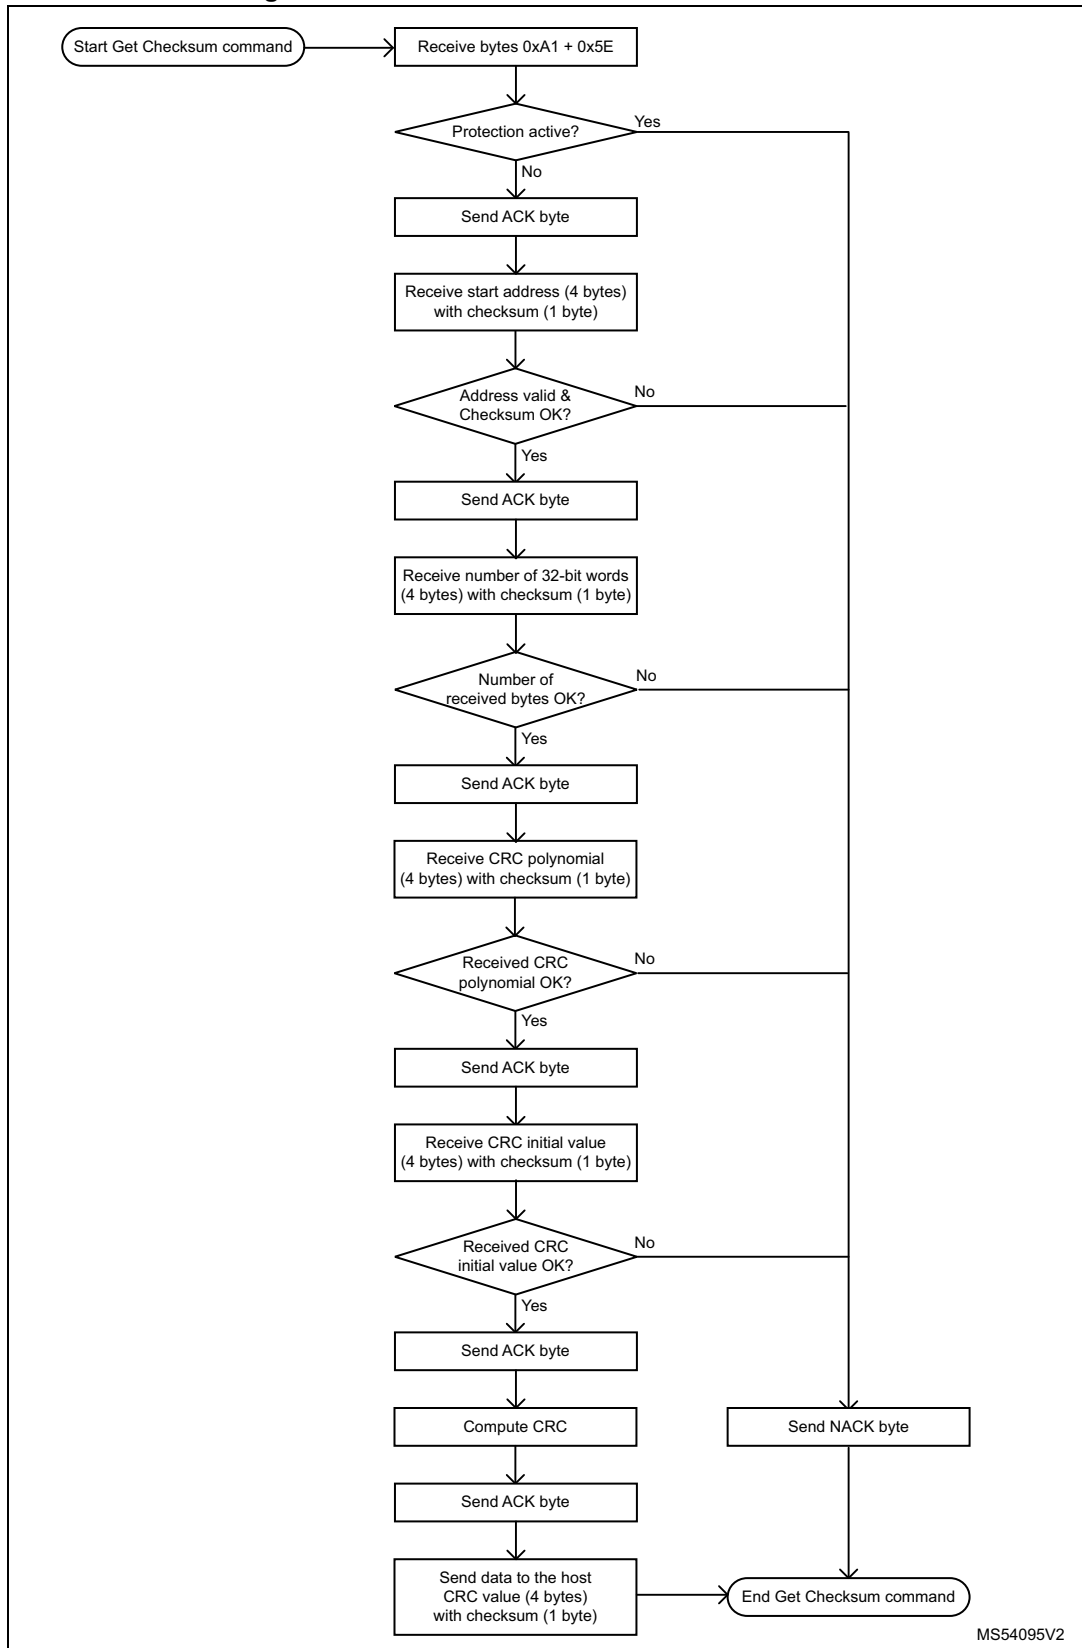 Start Get Checksum command
Receive bytes 0xA1 + 0x5E
Protection active?
Yes
No
Send ACK byte
Receive start address (4 bytes)
with checksum (1 byte)
Address valid &
Checksum OK?
No
Yes
Send ACK byte
Receive number of 32-bit words
(4 bytes) with checksum (1 byte)
Number of
received bytes OK?
No
Yes
Send ACK byte
Receive CRC polynomial
(4 bytes) with checksum (1 byte)
Received CRC
polynomial OK?
No
Yes
Send ACK byte
Receive CRC initial value
(4 bytes) with checksum (1 byte)
Received CRC
initial value OK?
No
Yes
Send ACK byte
Compute CRC
Send NACK byte
Send ACK byte
Send data to the host
CRC value (4 bytes)
with checksum (1 byte)
End Get Checksum command
MS54095V2